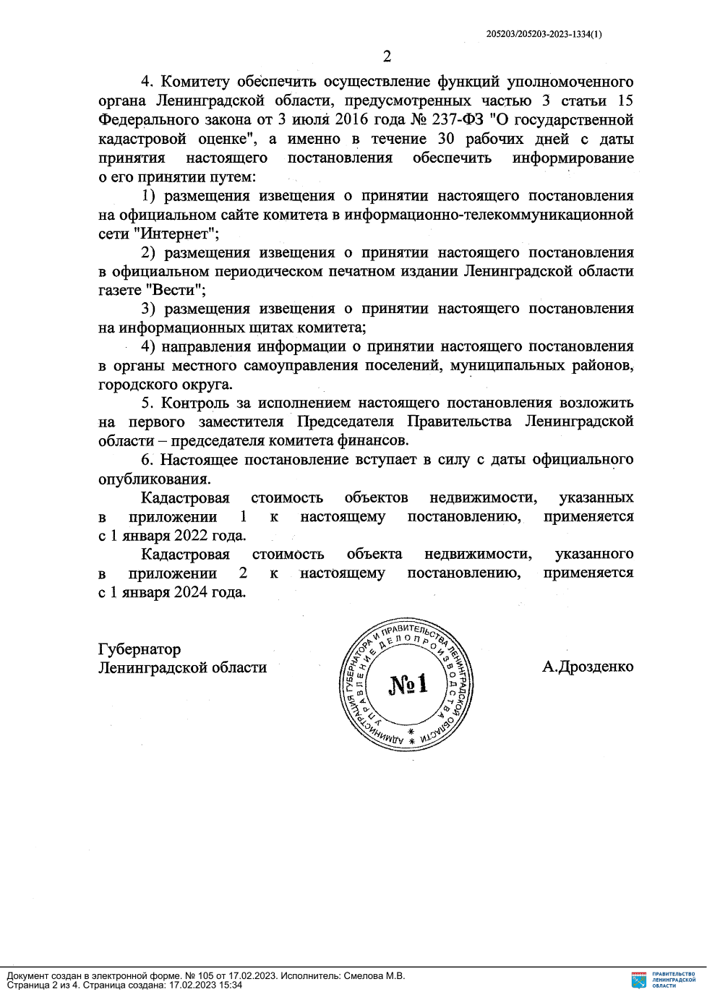 205203/205203-2023-1334(1)
2
4. Комитету обеспечить осуществление функций уполномоченного
органа Ленинградской области, предусмотренных частью 3 статьи 15
Федерального закона от 3 июля 2016 года № 237-ФЗ "О государственной
кадастровой оценке", а именно в течение 30 рабочих дней с даты
принятия настоящего постановления обеспечить информирование
о его принятии путем:
1) размещения извещения о принятии настоящего постановления
на официальном сайте комитета в информационно-телекоммуникационной
сети "Интернет";
2) размещения извещения о принятии настоящего постановления
в официальном периодическом печатном издании Ленинградской области
газете "Вести";
3) размещения извещения о принятии настоящего постановления
на информационных щитах комитета;
4) направления информации о принятии настоящего постановления
в органы местного самоуправления поселений, муниципальных районов,
городского округа.
5. Контроль за исполнением настоящего постановления возложить
на первого заместителя Председателя Правительства Ленинградской
области – председателя комитета финансов.
6. Настоящее постановление вступает в силу с даты официального
опубликования.
Кадастровая стоимость объектов недвижимости, указанных
в приложении 1 к настоящему постановлению, применяется
с 1 января 2022 года.
Кадастровая стоимость объекта недвижимости, указанного
в приложении 2 к настоящему постановлению, применяется
с 1 января 2024 года.
Губернатор
Ленинградской области
А.Дрозденко
АДМИНИСТРАЦИЯ ГУБЕРНАТОРА И ПРАВИТЕЛЬСТВА ЛЕНИНГРАДСКОЙ ОБЛАСТИ
УПРАВЛЕНИЕ ДЕЛОПРОИЗВОДСТВА
№1
Документ создан в электронной форме. № 105 от 17.02.2023. Исполнитель: Смелова М.В.
Страница 2 из 4. Страница создана: 17.02.2023 15:34
ПРАВИТЕЛЬСТВО
ЛЕНИНГРАДСКОЙ
ОБЛАСТИ